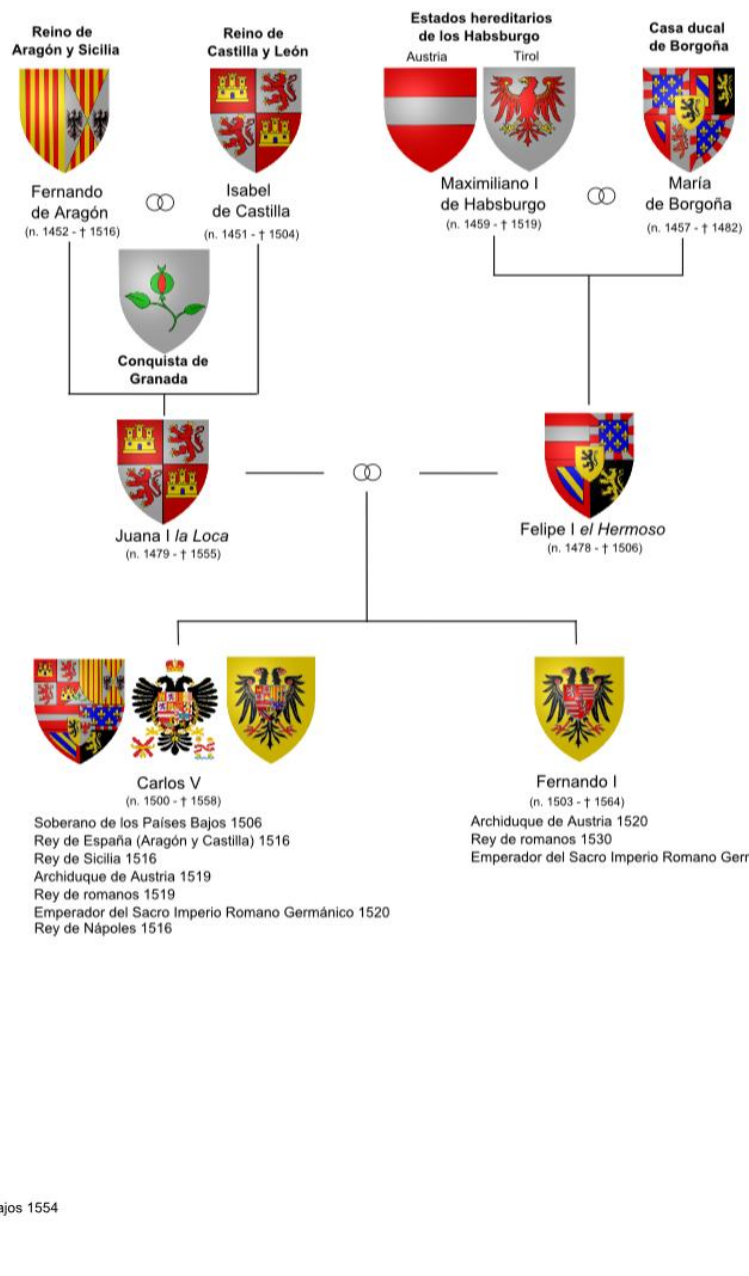 Reino de
Aragón y Sicilia
Reino de
Castilla y León
Estados hereditarios
de los Habsburgo
Austria
Tirol
Casa ducal
de Borgoña
Fernando
de Aragón
(n. 1452 - † 1516)
Isabel
de Castilla
(n. 1451 - † 1504)
Maximiliano I
de Habsburgo
(n. 1459 - † 1519)
María
de Borgoña
(n. 1457 - † 1482)
Conquista de
Granada
Juana I la Loca
(n. 1479 - † 1555)
Felipe I el Hermoso
(n. 1478 - † 1506)
Carlos V
(n. 1500 - † 1558)
Soberano de los Países Bajos 1506
Rey de España (Aragón y Castilla) 1516
Rey de Sicilia 1516
Archiduque de Austria 1519
Rey de romanos 1519
Emperador del Sacro Imperio Romano Germánico 1520
Rey de Nápoles 1516
Fernando I
(n. 1503 - † 1564)
Archiduque de Austria 1520
Rey de romanos 1530
Emperador del Sacro Imperio Romano Gerr
ajos 1554